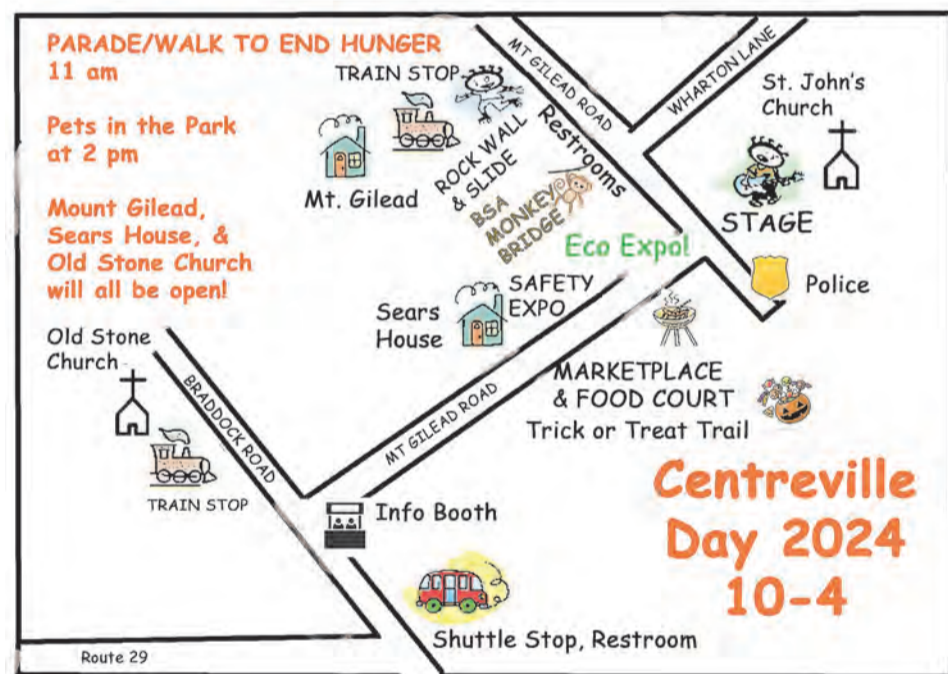 PARADE/WALK TO END HUNGER
11 am
Pets in the Park
at 2 pm
Mount Gilead,
Sears House, &
Old Stone Church
will all be open!
TRAIN STOP
Mt. Gilead
ROCK WALL
& SLIDE
BSA
MONKEY
BRIDGE
Restrooms
MT GILEAD ROAD
WHARTON LANE
St. John's
Church
STAGE
Eco Expo!
Police
SAFETY
EXPO
Sears
House
Old Stone
Church
BRADDOCK ROAD
TRAIN STOP
MT GILEAD ROAD
MARKETPLACE
& FOOD COURT
Trick or Treat Trail
Info Booth
Centreville
Day 2024
10-4
Shuttle Stop, Restroom
Route 29